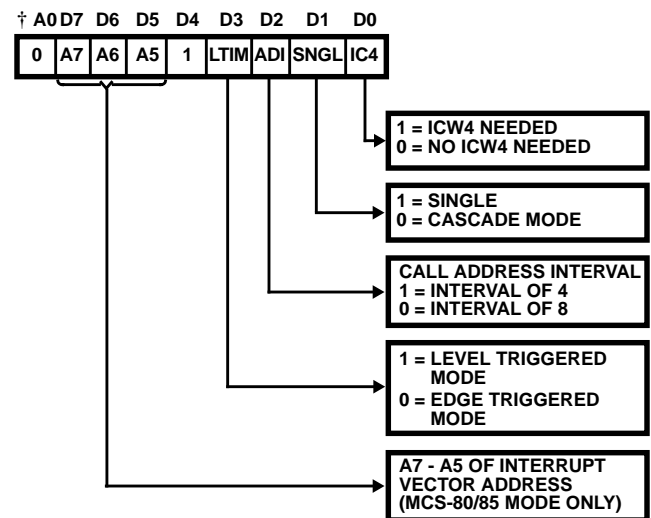 † A0 D7 D6 D5 D4 D3 D2 D1 D0
0 A7 A6 A5 1 LTIM ADI SNGL IC4
1 = ICW4 NEEDED
0 = NO ICW4 NEEDED
1 = SINGLE
0 = CASCADE MODE
CALL ADDRESS INTERVAL
1 = INTERVAL OF 4
0 = INTERVAL OF 8
1 = LEVEL TRIGGERED
MODE
0 = EDGE TRIGGERED
MODE
A7 - A5 OF INTERRUPT
VECTOR ADDRESS
(MCS-80/85 MODE ONLY)